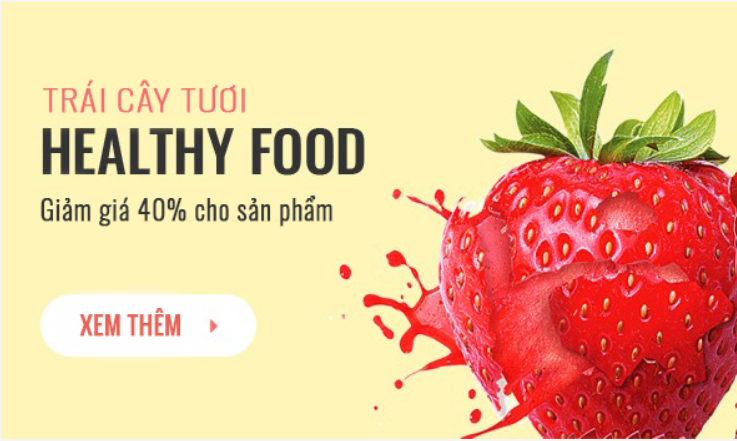 TRÁI CÂY TƯƠI
HEALTHY FOOD
Giảm giá 40% cho sản phẩm
XEM THÊM